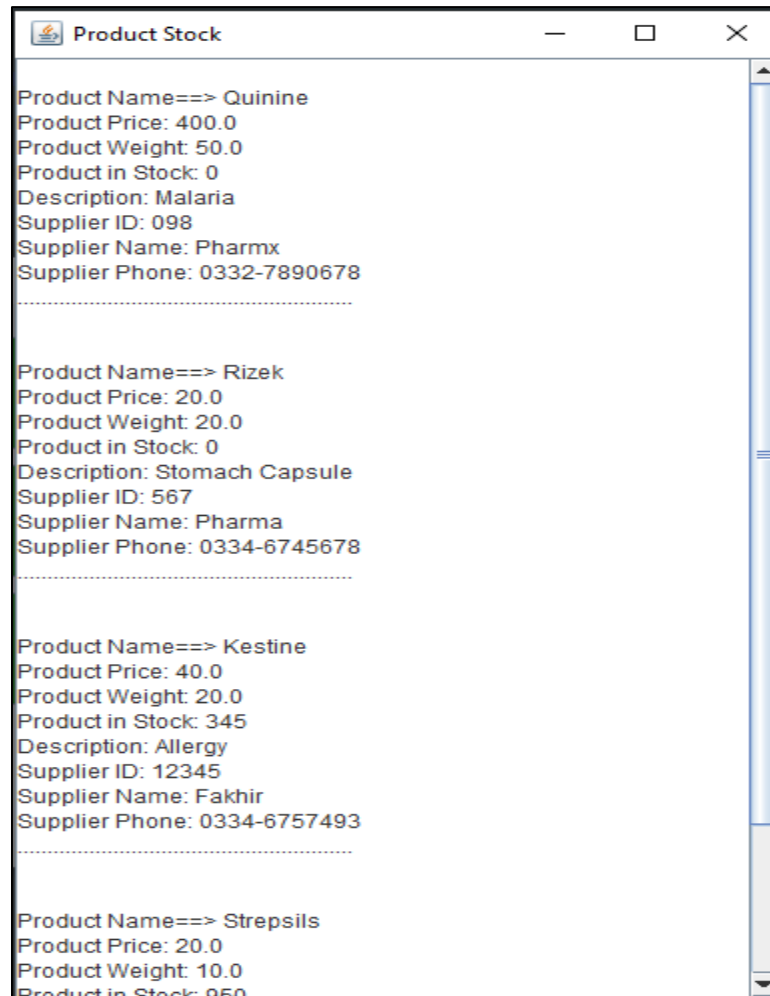 Product Stock
Product Name==> Quinine
Product Price: 400.0
Product Weight: 50.0
Product in Stock: 0
Description: Malaria
Supplier ID: 098
Supplier Name: Pharmx
Supplier Phone: 0332-7890678
--------------------------------------------------------
Product Name==> Rizek
Product Price: 20.0
Product Weight: 20.0
Product in Stock: 0
Description: Stomach Capsule
Supplier ID: 567
Supplier Name: Pharma
Supplier Phone: 0334-6745678
--------------------------------------------------------
Product Name==> Kestine
Product Price: 40.0
Product Weight: 20.0
Product in Stock: 345
Description: Allergy
Supplier ID: 12345
Supplier Name: Fakhir
Supplier Phone: 0334-6757493
--------------------------------------------------------
Product Name==> Strepsils
Product Price: 20.0
Product Weight: 10.0
Product in Stock: 950